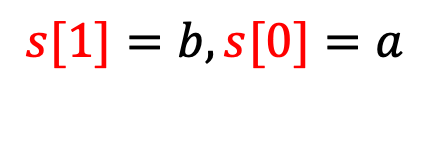 s[1] = b, s[0] = a